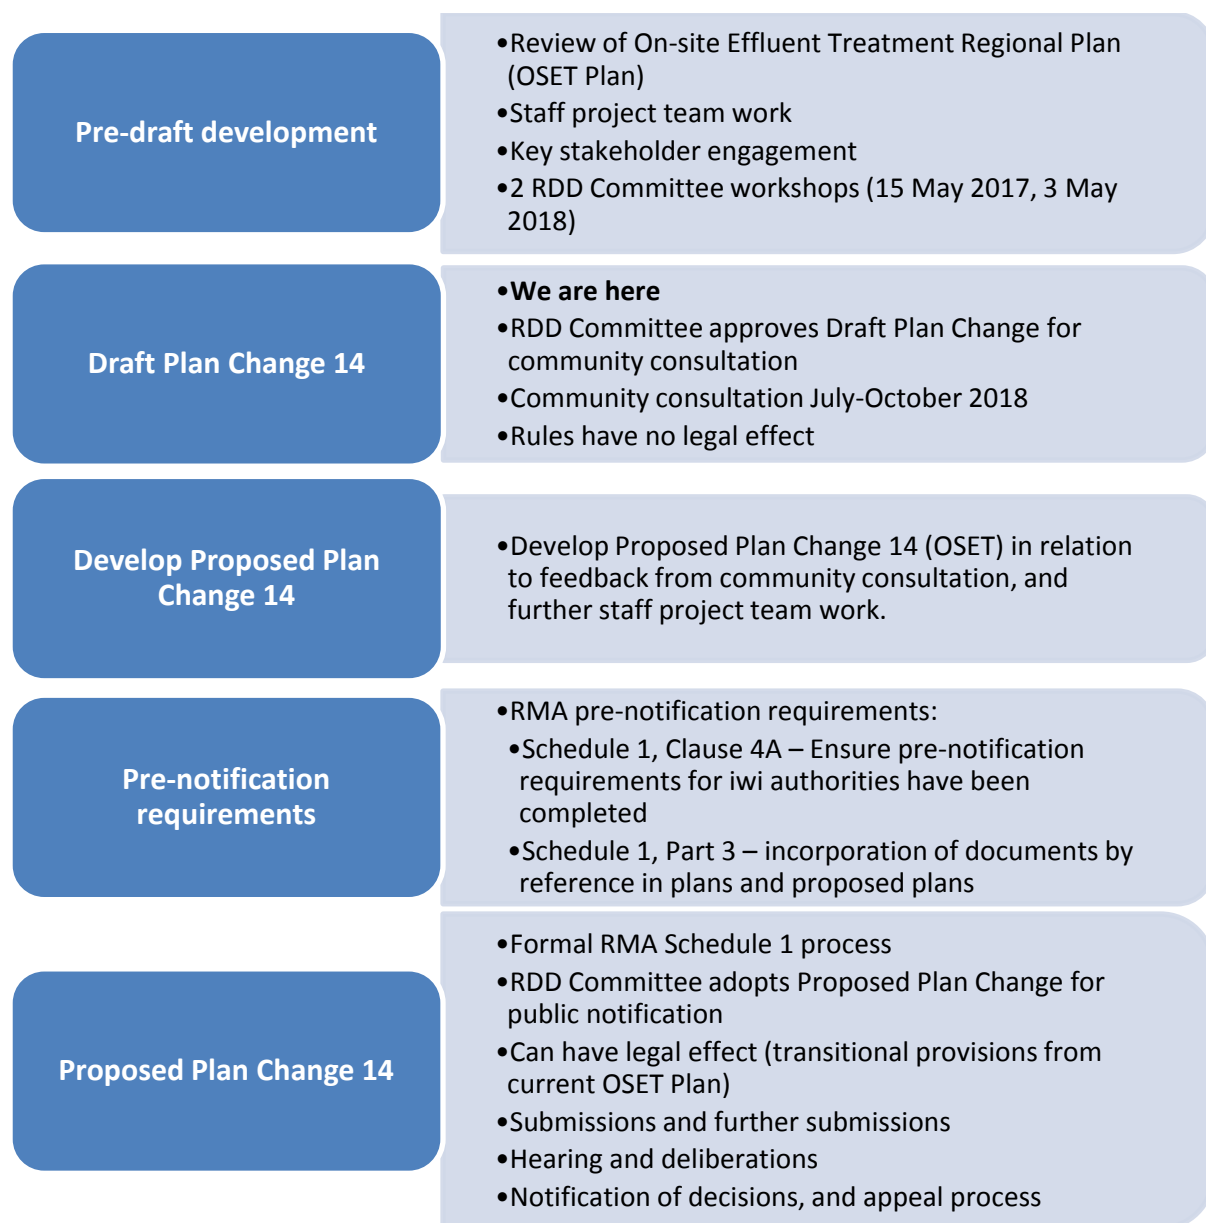 Pre-draft development
•Review of On-site Effluent Treatment Regional Plan
(OSET Plan)
•Staff project team work
•Key stakeholder engagement
•2 RDD Committee workshops (15 May 2017, 3 May
2018)
Draft Plan Change 14
•We are here
•RDD Committee approves Draft Plan Change for
community consultation
•Community consultation July-October 2018
•Rules have no legal effect
Develop Proposed Plan
Change 14
•Develop Proposed Plan Change 14 (OSET) in relation
to feedback from community consultation, and
further staff project team work.
Pre-notification
requirements
•RMA pre-notification requirements:
•Schedule 1, Clause 4A – Ensure pre-notification
requirements for iwi authorities have been
completed
•Schedule 1, Part 3 – incorporation of documents by
reference in plans and proposed plans
Proposed Plan Change 14
•Formal RMA Schedule 1 process
•RDD Committee adopts Proposed Plan Change for
public notification
•Can have legal effect (transitional provisions from
current OSET Plan)
•Submissions and further submissions
•Hearing and deliberations
•Notification of decisions, and appeal process